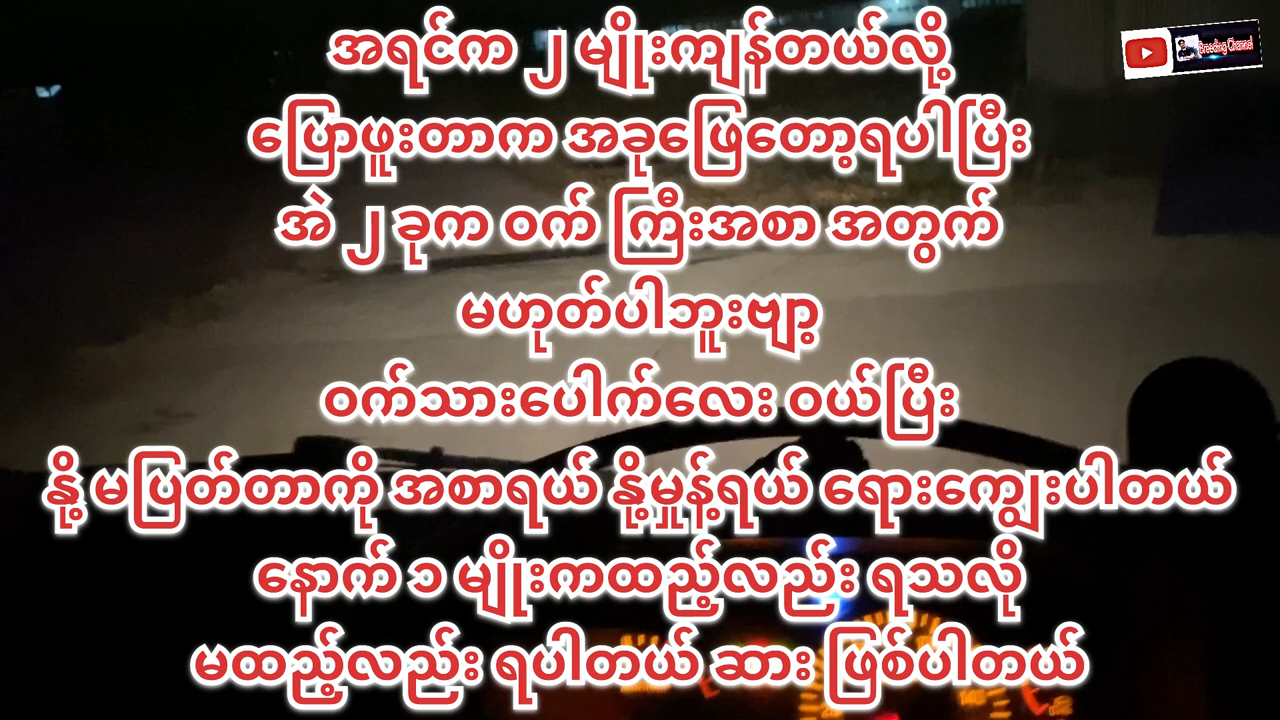 အရင်က ၂ မျိုးကျန်တယ်လို့
ပြောဖူးတာက အခုဖြေတော့ရပါပြီး
အဲ ၂ ခုက ဝက် ကြီးအစာ အတွက်
မဟုတ်ပါဘူးဗျာ့
ဝက်သားပေါက်လေး ဝယ်ပြီး
နို့ မပြတ်တာကို အစာရယ် နို့မှုန့်ရယ် ရောကျွေးပါတယ်
နောက် ၁ မျိုးကထည့်လည်း ရသလို
မထည့်လည်း ရပါတယ် ဆား ဖြစ်ပါတယ်
Breeding Channel